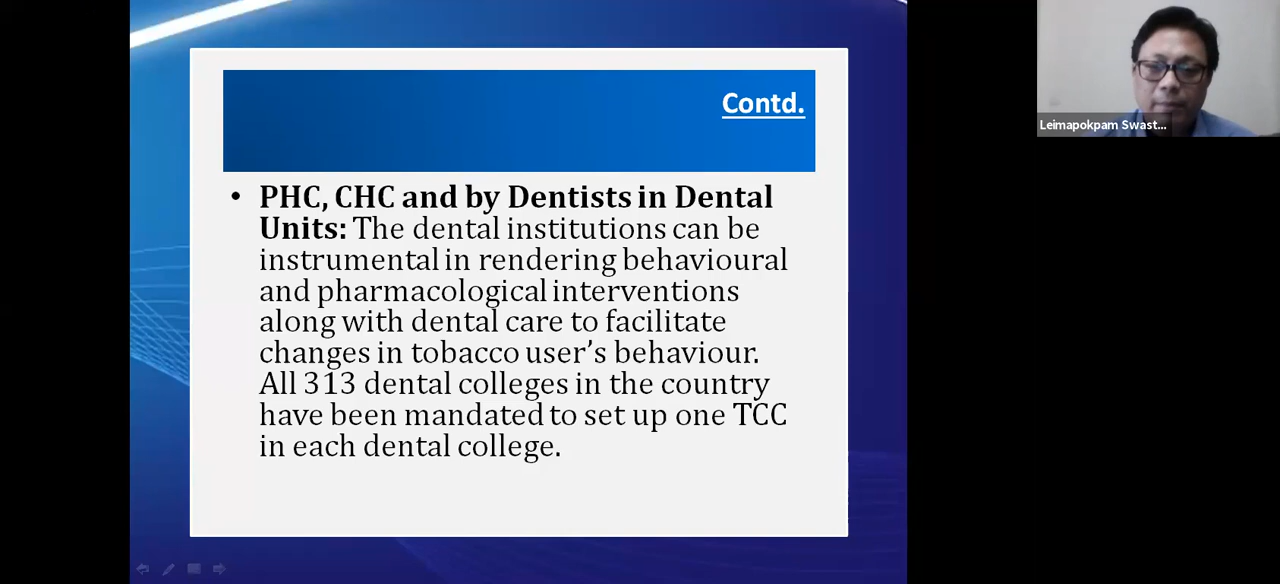 Contd.
• PHC, CHC and by Dentists in Dental
Units: The dental institutions can be
instrumental in rendering behavioural
and pharmacological interventions
along with dental care to facilitate
changes in tobacco user’s behaviour.
All 313 dental colleges in the country
have been mandated to set up one TCC
in each dental college.
Leimapokpam Swast...